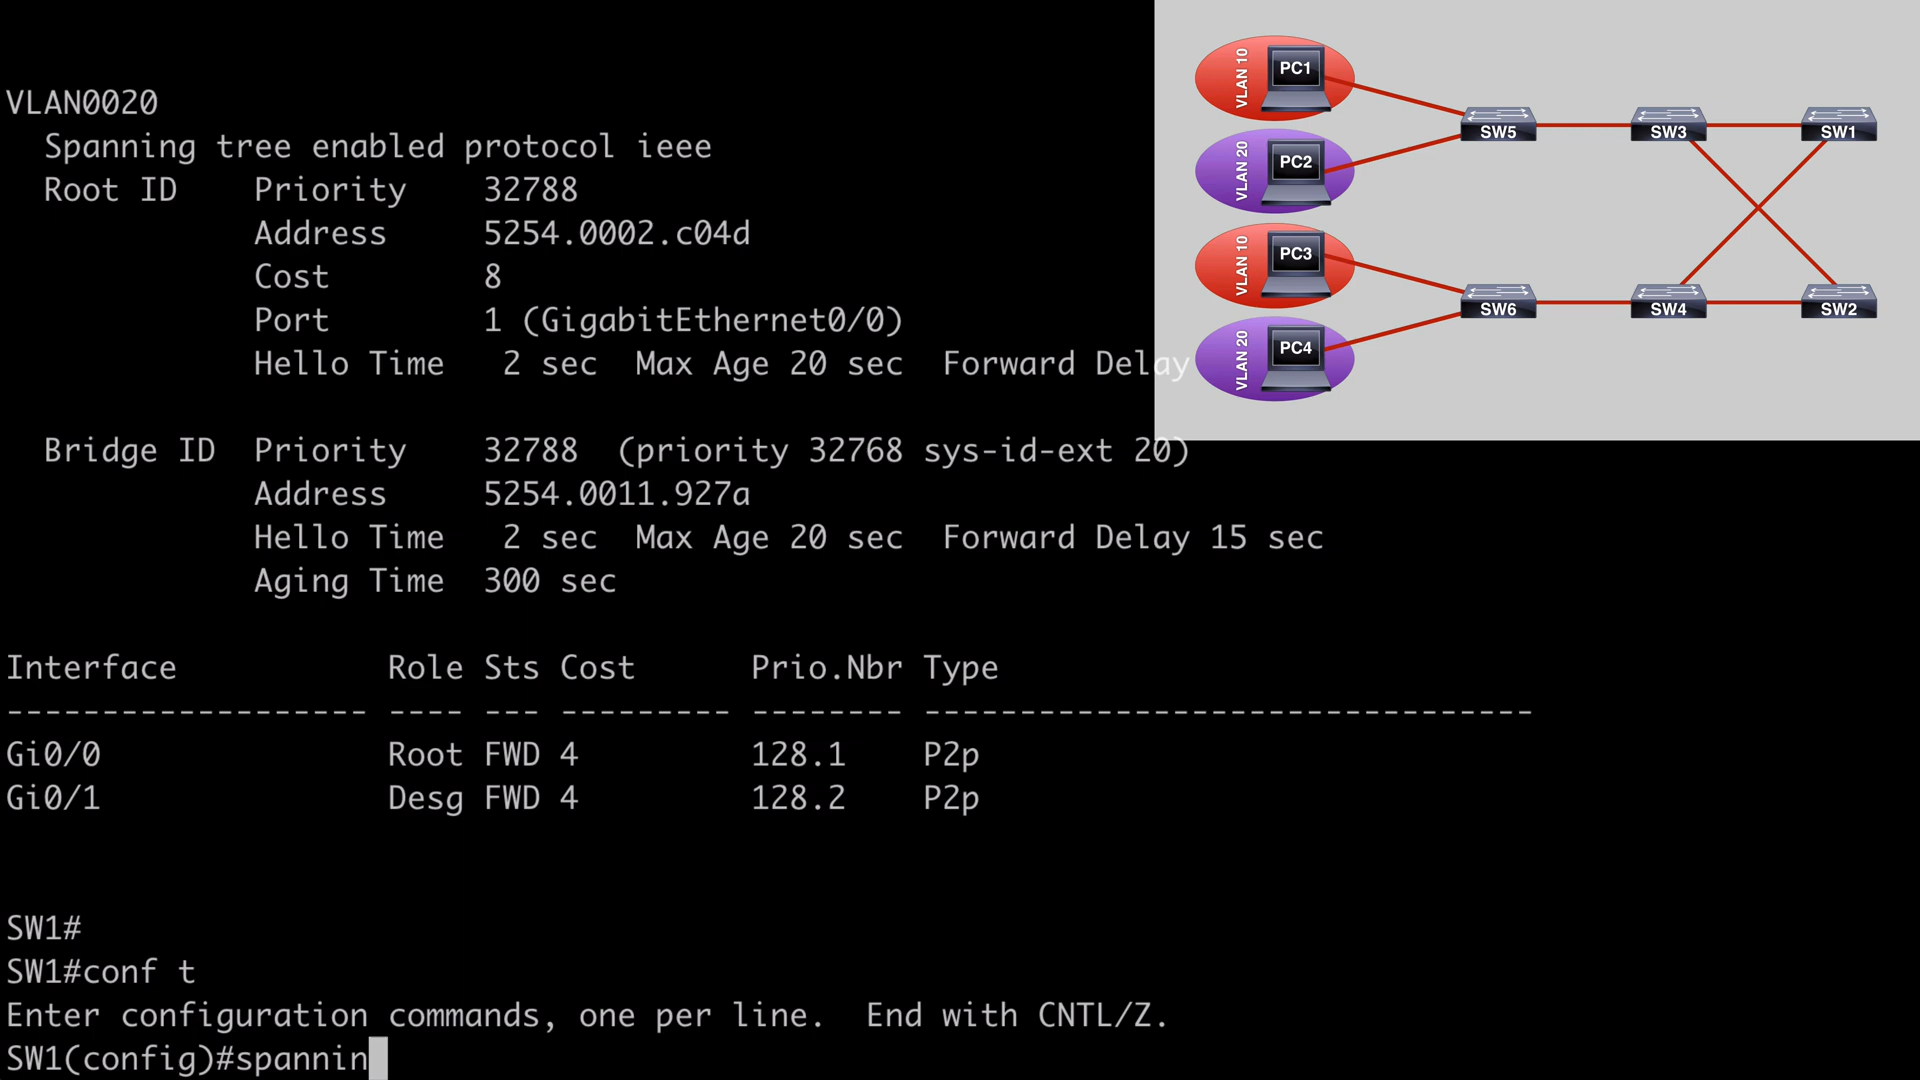 VLAN0020
  Spanning tree enabled protocol ieee
  Root ID    Priority    32788
             Address     5254.0002.c04d
             Cost        8
             Port        1 (GigabitEthernet0/0)
             Hello Time   2 sec  Max Age 20 sec  Forward Delay

  Bridge ID  Priority    32788  (priority 32768 sys-id-ext 20)
             Address     5254.0011.927a
             Hello Time   2 sec  Max Age 20 sec  Forward Delay 15 sec
             Aging Time  300 sec

Interface           Role Sts Cost      Prio.Nbr Type
------------------- ---- --- --------- -------- --------------------------------
Gi0/0               Root FWD 4         128.1    P2p
Gi0/1               Desg FWD 4         128.2    P2p

SW1#
SW1#conf t
Enter configuration commands, one per line.  End with CNTL/Z.
SW1(config)#spannin
VLAN 10
PC1
VLAN 20
PC2
VLAN 10
PC3
VLAN 20
PC4
SW5
SW3
SW1
SW6
SW4
SW2